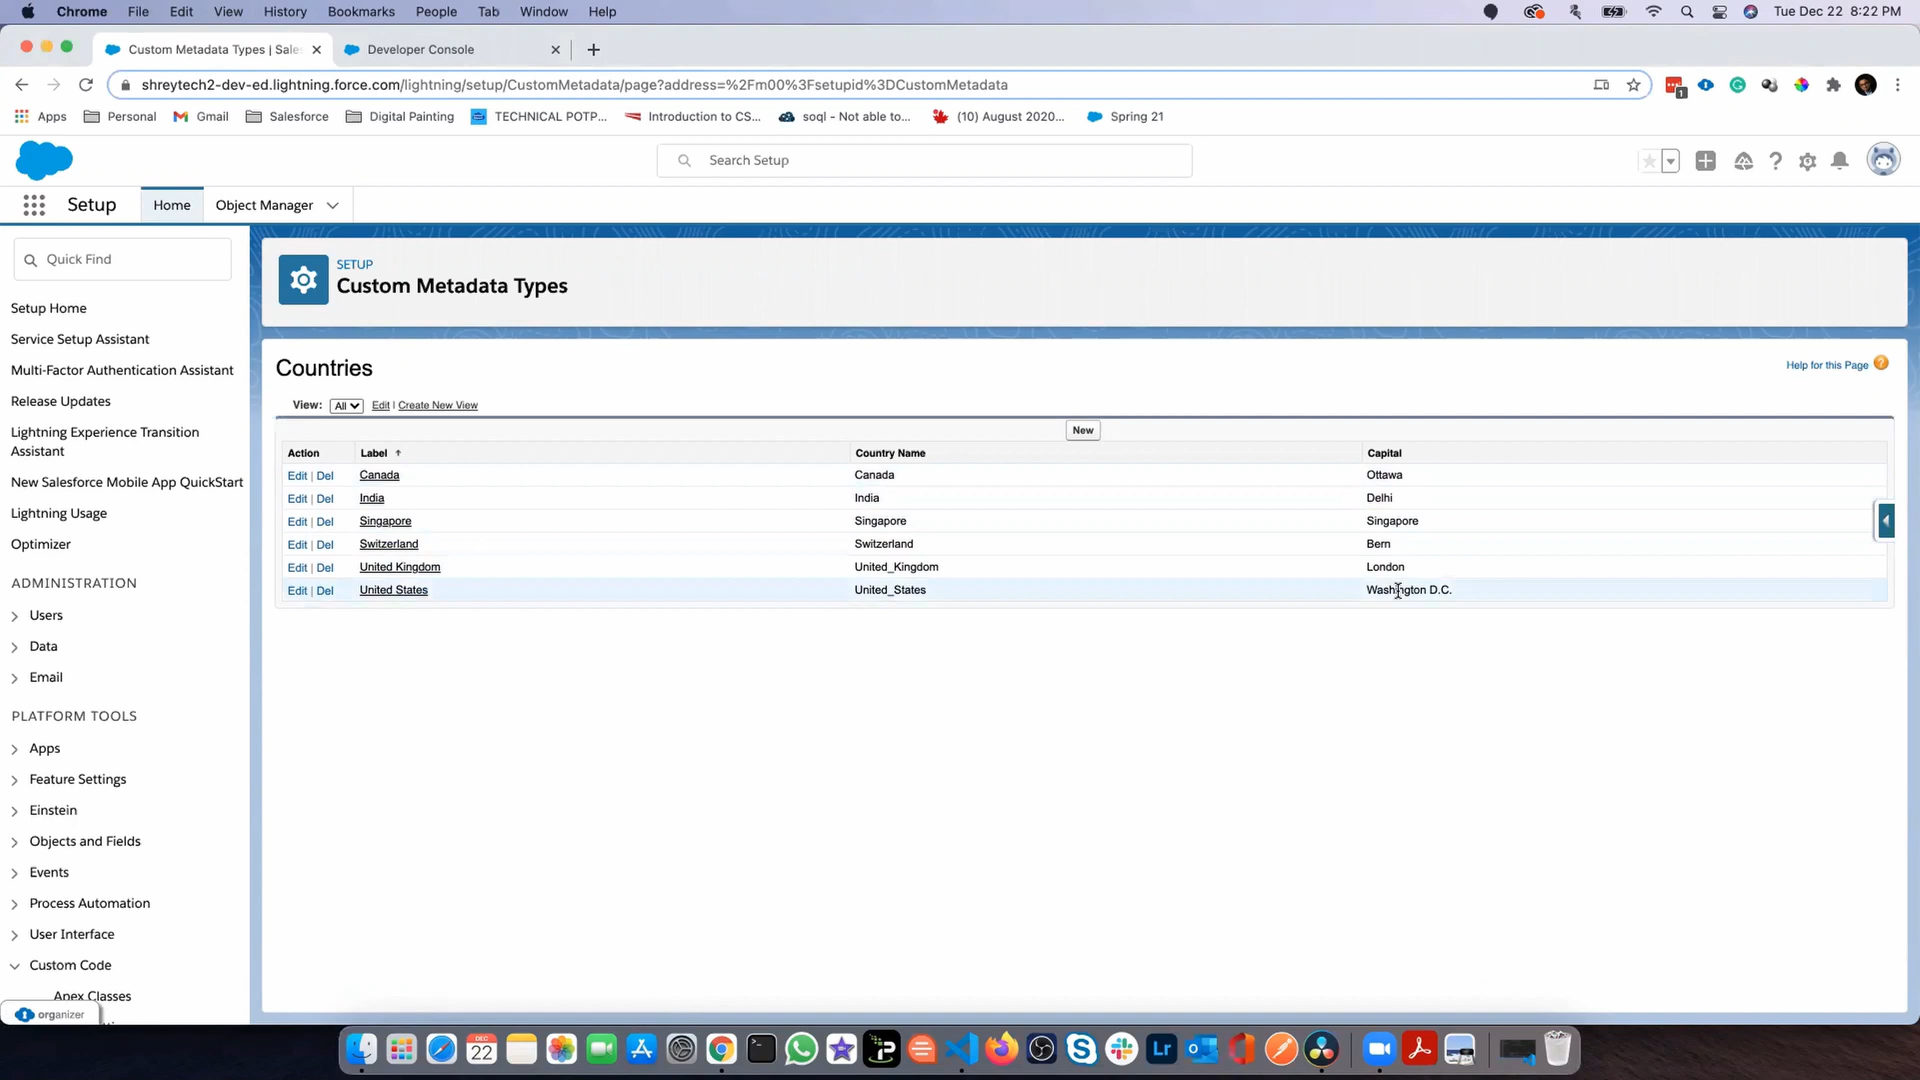 Chrome File Edit View History Bookmarks People Tab Window Help
Tue Dec 22 8:22 PM
Custom Metadata Types | Sale
Developer Console
shreytech2-dev-ed.lightning.force.com/lightning/setup/CustomMetadata/page?address=%2Fm00%3Fsetupid%3DCustomMetadata
1
Apps Personal Gmail Salesforce Digital Painting TECHNICAL POTP... Introduction to CS... soql - Not able to... (10) August 2020... Spring 21
Search Setup
Setup Home Object Manager
Quick Find
Setup Home
Service Setup Assistant
Multi-Factor Authentication Assistant
Release Updates
Lightning Experience Transition
Assistant
New Salesforce Mobile App QuickStart
Lightning Usage
Optimizer
ADMINISTRATION
Users
Data
Email
PLATFORM TOOLS
Apps
Feature Settings
Einstein
Objects and Fields
Events
Process Automation
User Interface
Custom Code
Apex Classes
organizer
SETUP
Custom Metadata Types
Countries
Help for this Page ?
View: All Edit | Create New View
New
Action Label Country Name Capital
Edit | Del Canada Canada Ottawa
Edit | Del India India Delhi
Edit | Del Singapore Singapore Singapore
Edit | Del Switzerland Switzerland Bern
Edit | Del United Kingdom United_Kingdom London
Edit | Del United States United_States Washington D.C.
DEC
22
Lr